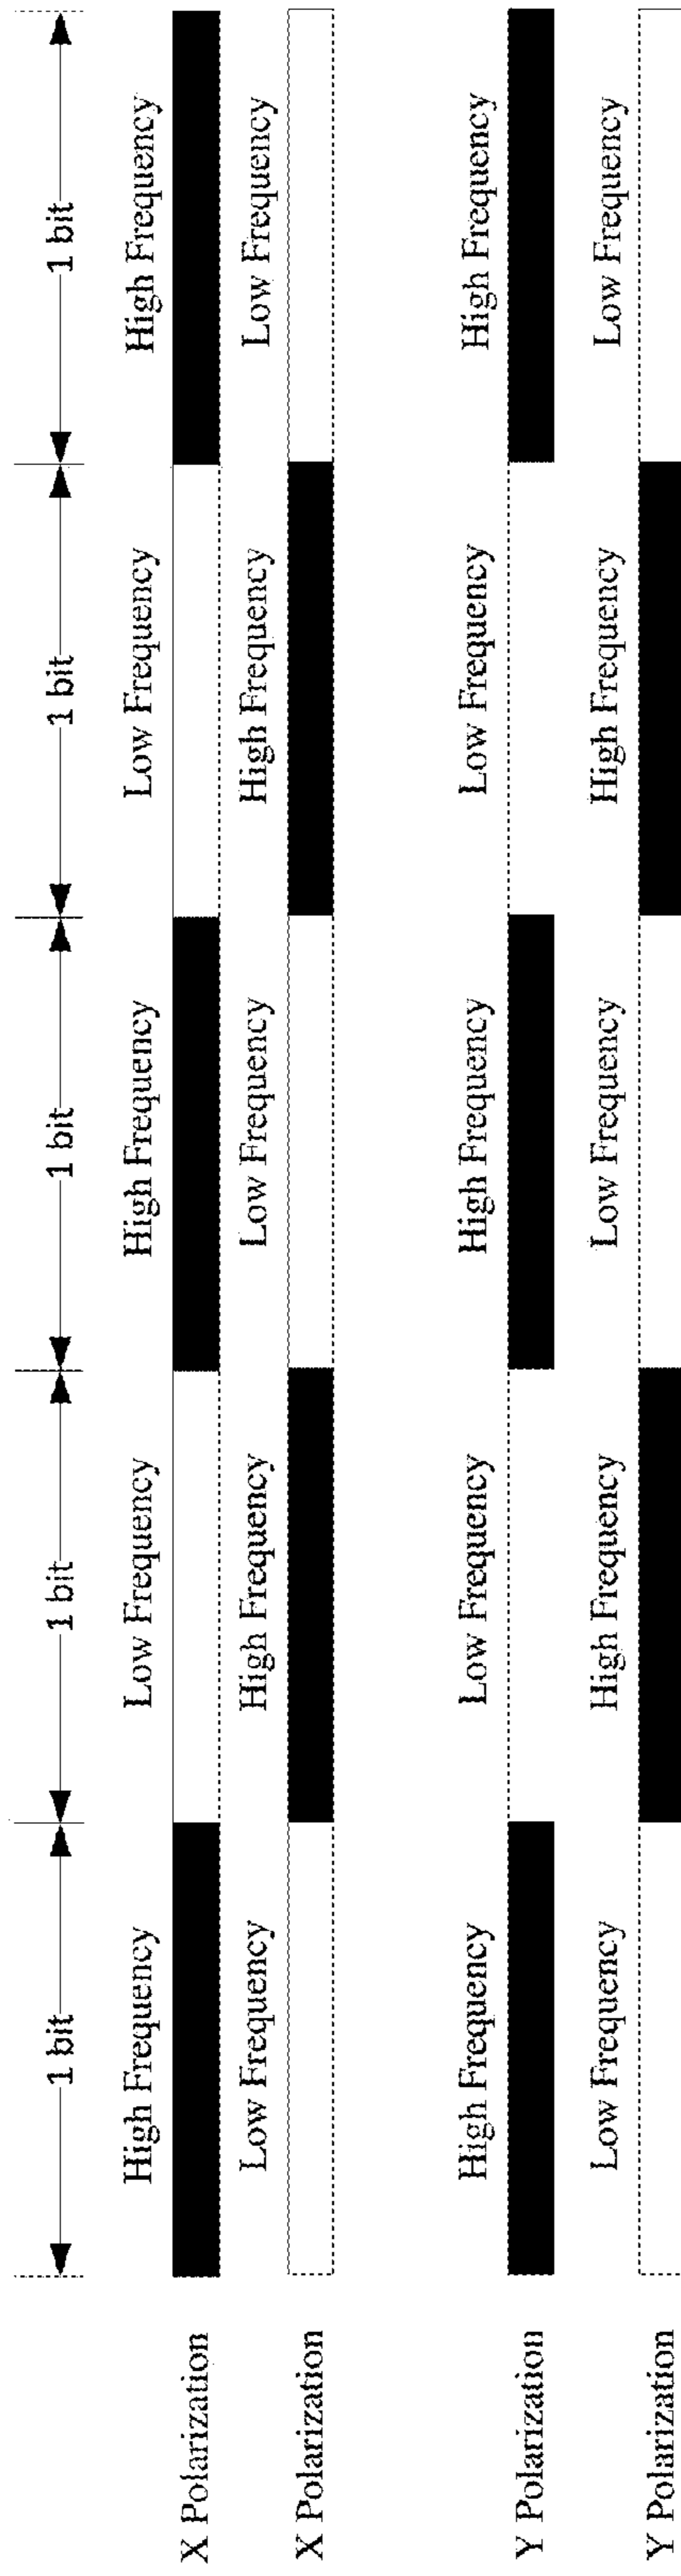 1 bit 1 bit 1 bit 1 bit 1 bit
High Frequency Low Frequency High Frequency Low Frequency High Frequency
X Polarization
Low Frequency High Frequency Low Frequency High Frequency Low Frequency
X Polarization
High Frequency Low Frequency High Frequency Low Frequency High Frequency
Y Polarization
Low Frequency High Frequency Low Frequency High Frequency Low Frequency
Y Polarization